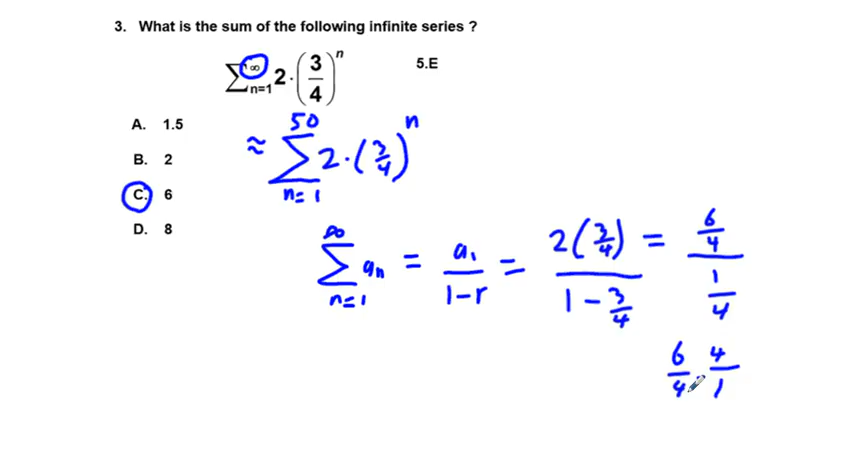 3. What is the sum of the following infinite series ?
∑ n=1 ∞ 2·(3/4)^n 5.E
A. 1.5
≈ ∑ n=1 50 2·(3/4)^n
B. 2
C. 6
D. 8
∑ n=1 ∞ aₙ = a₁/(1-r) = 2(3/4)/(1-3/4) = (6/4)/(1/4)
6/4 · 4/1